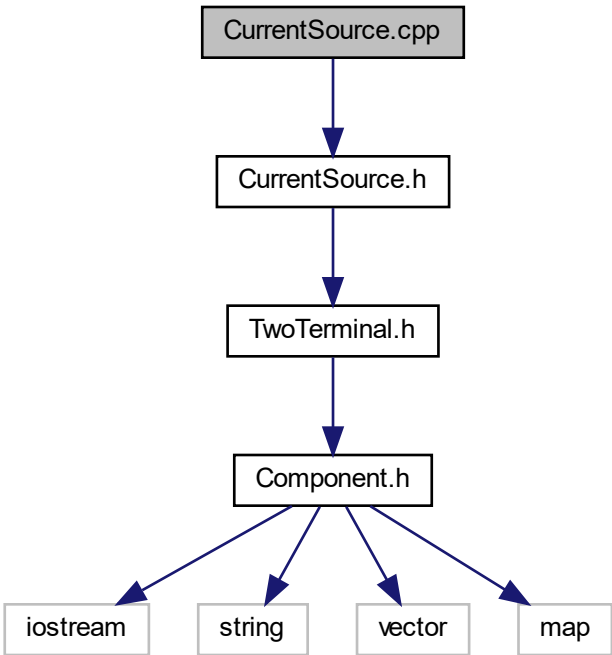 CurrentSource.cpp
CurrentSource.h
TwoTerminal.h
Component.h
iostream
string
vector
map